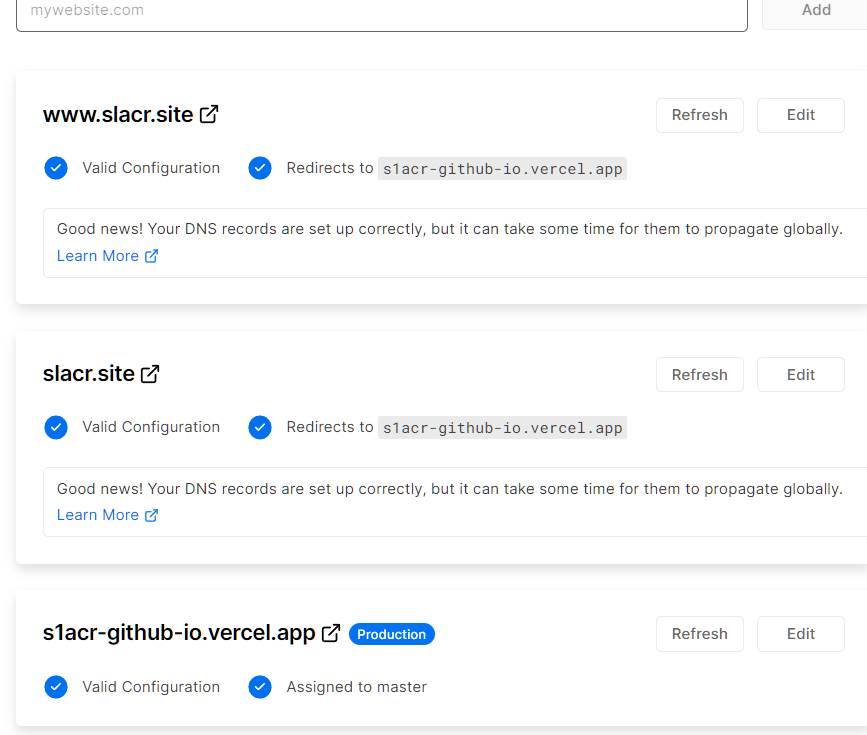 mywebsite.com
Add
www.slacr.site
Refresh
Edit
Valid Configuration
Redirects to s1acr-github-io.vercel.app
Good news! Your DNS records are set up correctly, but it can take some time for them to propagate globally.
Learn More
slacr.site
Refresh
Edit
Valid Configuration
Redirects to s1acr-github-io.vercel.app
Good news! Your DNS records are set up correctly, but it can take some time for them to propagate globally.
Learn More
s1acr-github-io.vercel.app
Production
Refresh
Edit
Valid Configuration
Assigned to master